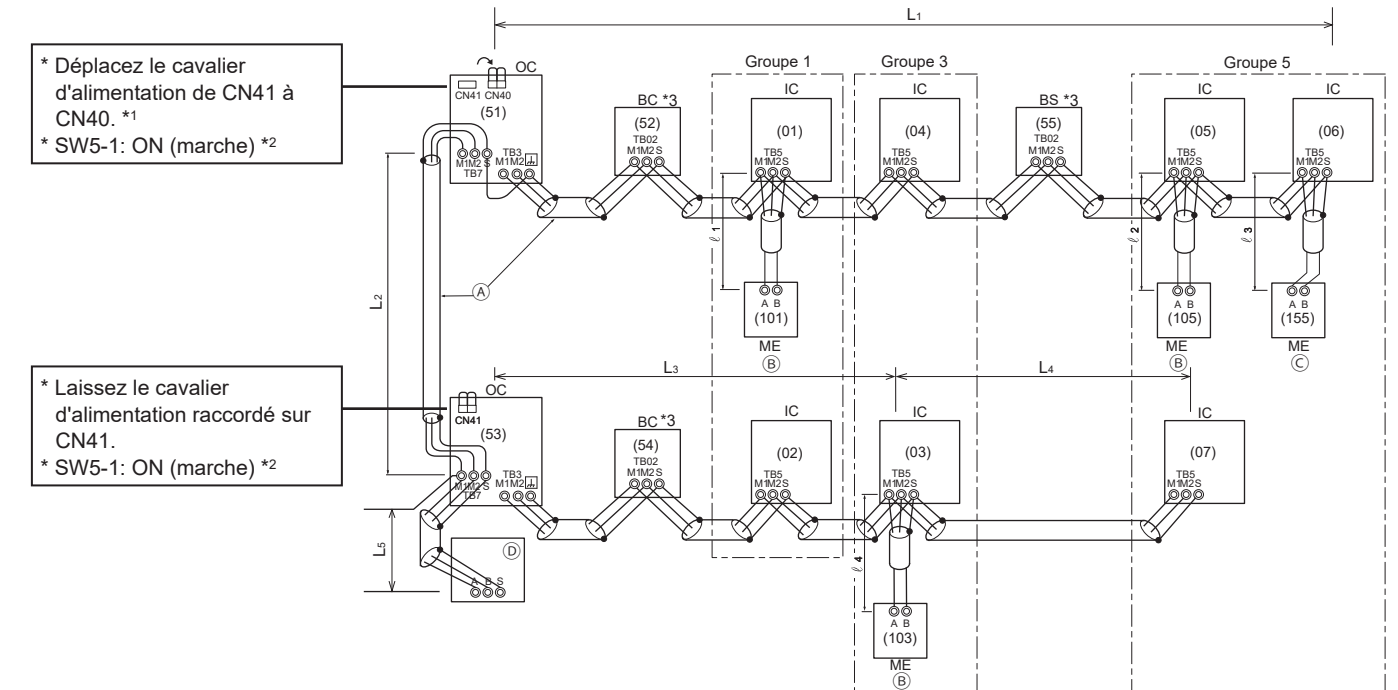 L1
* Déplacez le cavalier
d'alimentation de CN41 à
CN40. *1
* SW5-1: ON (marche) *2
OC
CN41 CN40
(51)
TB3
M1M2 S M1M2
TB7
BC *3
(52)
TB02
M1M2 S
Groupe 1
IC
(01)
TB5
M1M2S
Groupe 3
IC
(04)
TB5
M1M2S
BS *3
(55)
TB02
M1M2S
Groupe 5
IC
(05)
TB5
M1M2S
IC
(06)
TB5
M1M2S
ℓ 1
ℓ 2
ℓ 3
L2
Ⓐ
A B
(101)
ME
Ⓑ
A B
(105)
ME
Ⓑ
A B
(155)
ME
Ⓒ
L3
L4
* Laissez le cavalier
d'alimentation raccordé sur
CN41.
* SW5-1: ON (marche) *2
OC
CN41
(53)
TB3
M1M2 S M1M2
TB7
BC *3
(54)
TB02
M1M2 S
IC
(02)
TB5
M1M2S
IC
(03)
TB5
M1M2S
IC
(07)
TB5
M1M2S
L5
Ⓓ
A B S
ℓ 4
A B
(103)
ME
Ⓑ